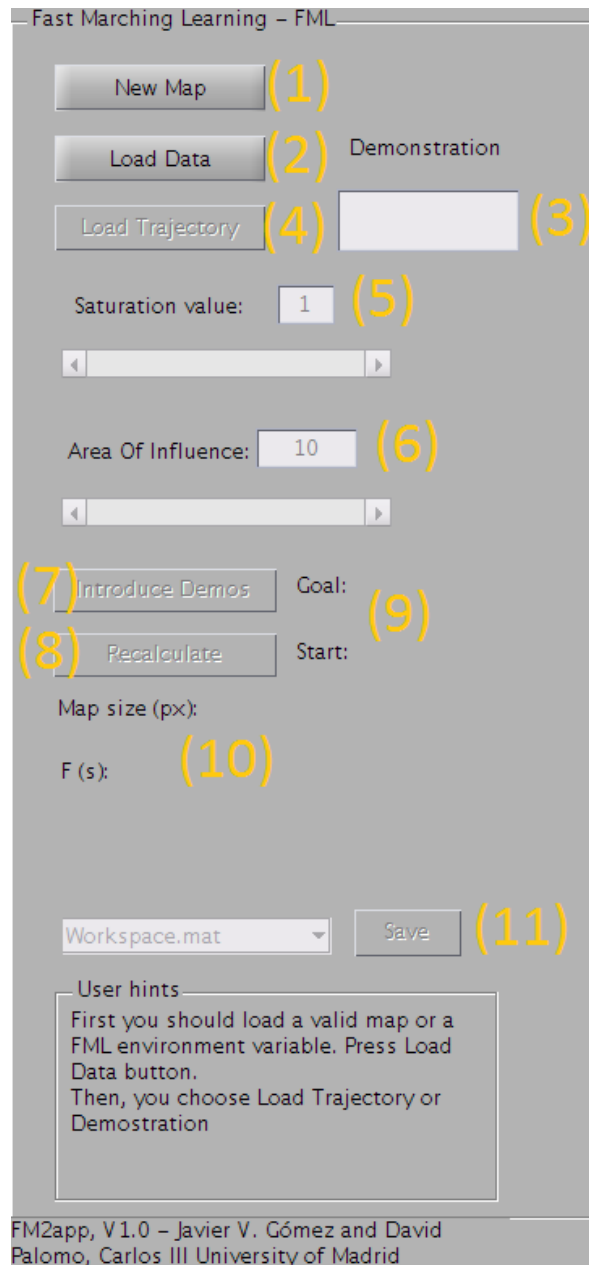 Fast Marching Learning – FML
New Map (1)
Load Data (2)
Demonstration
Load Trajectory (4)
(3)
Saturation value: 1 (5)
Area Of Influence: 10 (6)
(7) Introduce Demos
Goal:
(9)
(8) Recalculate
Start:
Map size (px):
(10)
F (s):
Workspace.mat
Save (11)
User hints
First you should load a valid map or a
FML environment variable. Press Load
Data button.
Then, you choose Load Trajectory or
Demostration
FM2app, V1.0 – Javier V. Gómez and David
Palomo, Carlos III University of Madrid